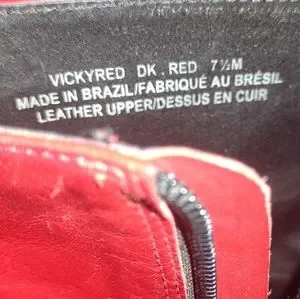 VICKYRED DK . RED 7½M
MADE IN BRAZIL/FABRIQUÉ AU BRÉSIL
LEATHER UPPER/DESSUS EN CUIR